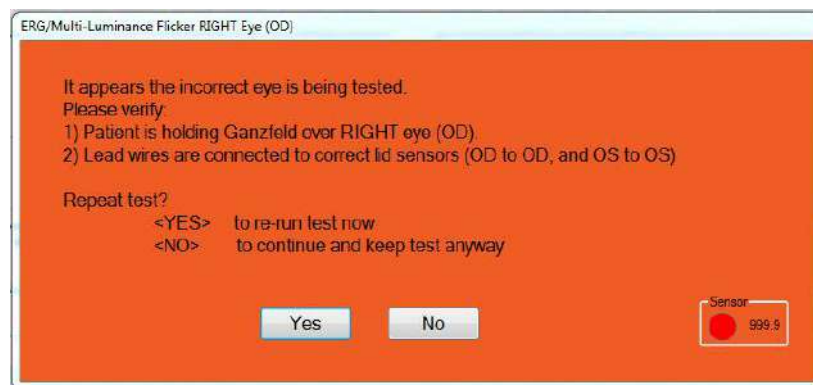 ERG/Multi-Luminance Flicker RIGHT Eye (OD)
It appears the incorrect eye is being tested.
Please verify:
1) Patient is holding Ganzfeld over RIGHT eye (OD).
2) Lead wires are connected to correct lid sensors (OD to OD, and OS to OS)
Repeat test?
<YES> to re-run test now
<NO> to continue and keep test anyway
Yes No
Sensor
999.9